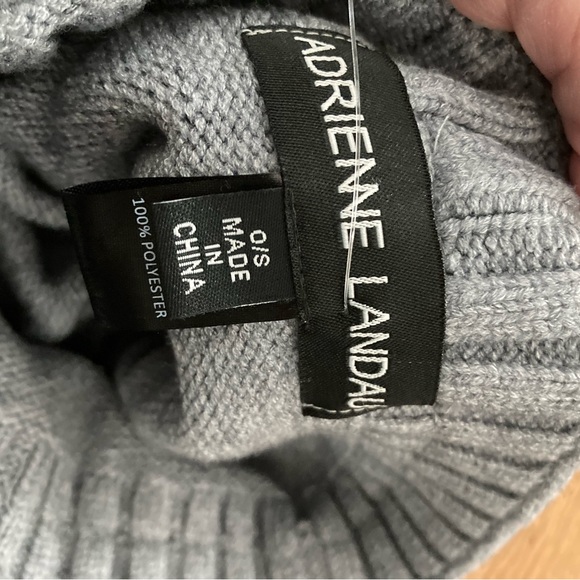 ADRIENNE LANDAU
O/S
MADE
IN
CHINA
100% POLYESTER